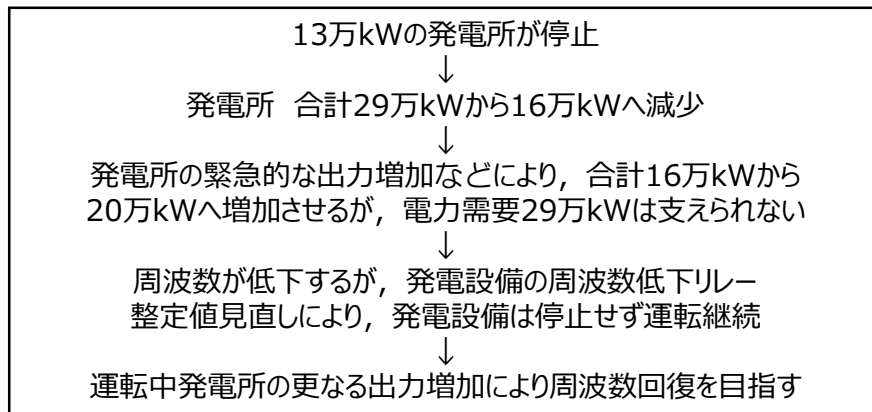 13万kWの発電所が停止
↓
発電所 合計29万kWから16万kWへ減少
↓
発電所の緊急的な出力増加などにより，合計16万kWから
20万kWへ増加させるが，電力需要29万kWは支えられない
↓
周波数が低下するが，発電設備の周波数低下リレー
整定値見直しにより，発電設備は停止せず運転継続
↓
運転中発電所の更なる出力増加により周波数回復を目指す